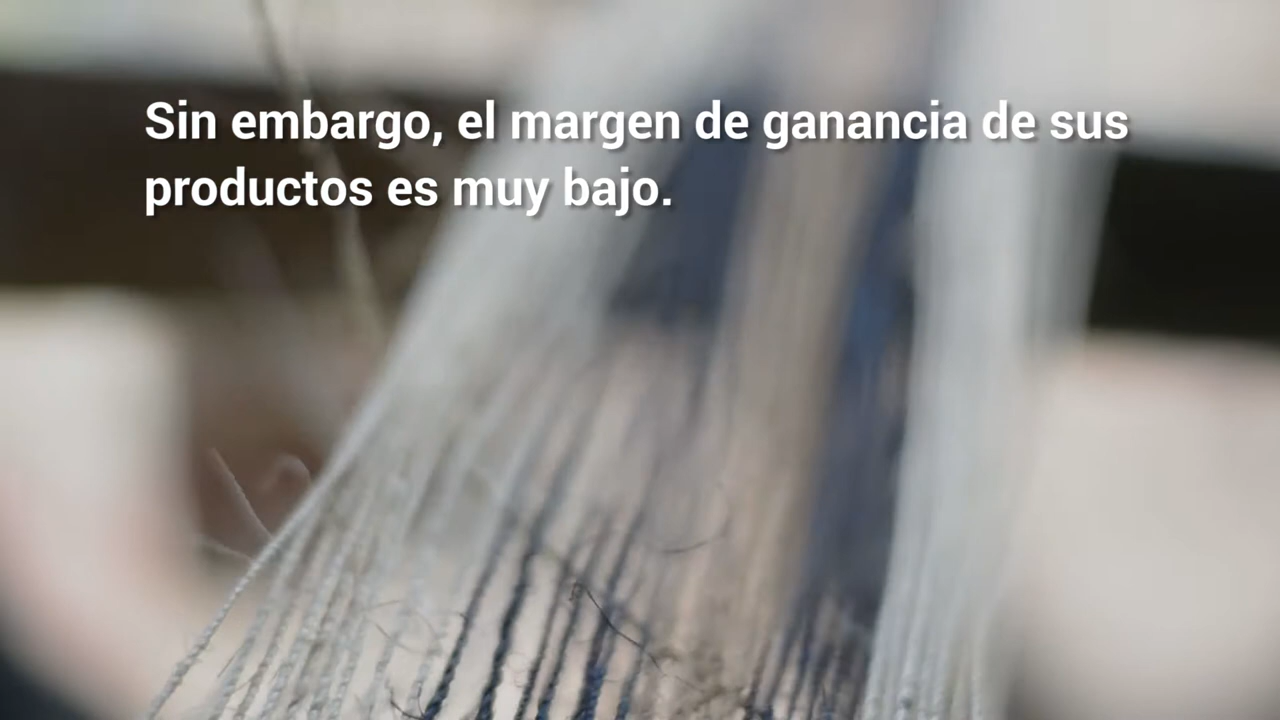 Sin embargo, el margen de ganancia de sus
productos es muy bajo.